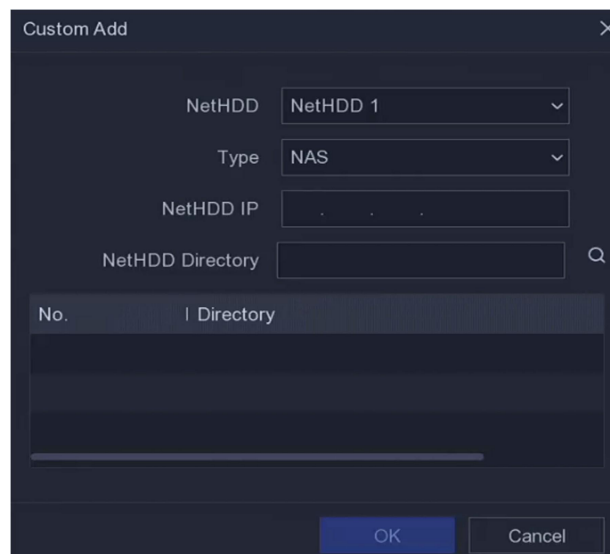 Custom Add
NetHDD NetHDD 1
Type NAS
NetHDD IP . . .
NetHDD Directory
No. Directory
OK Cancel